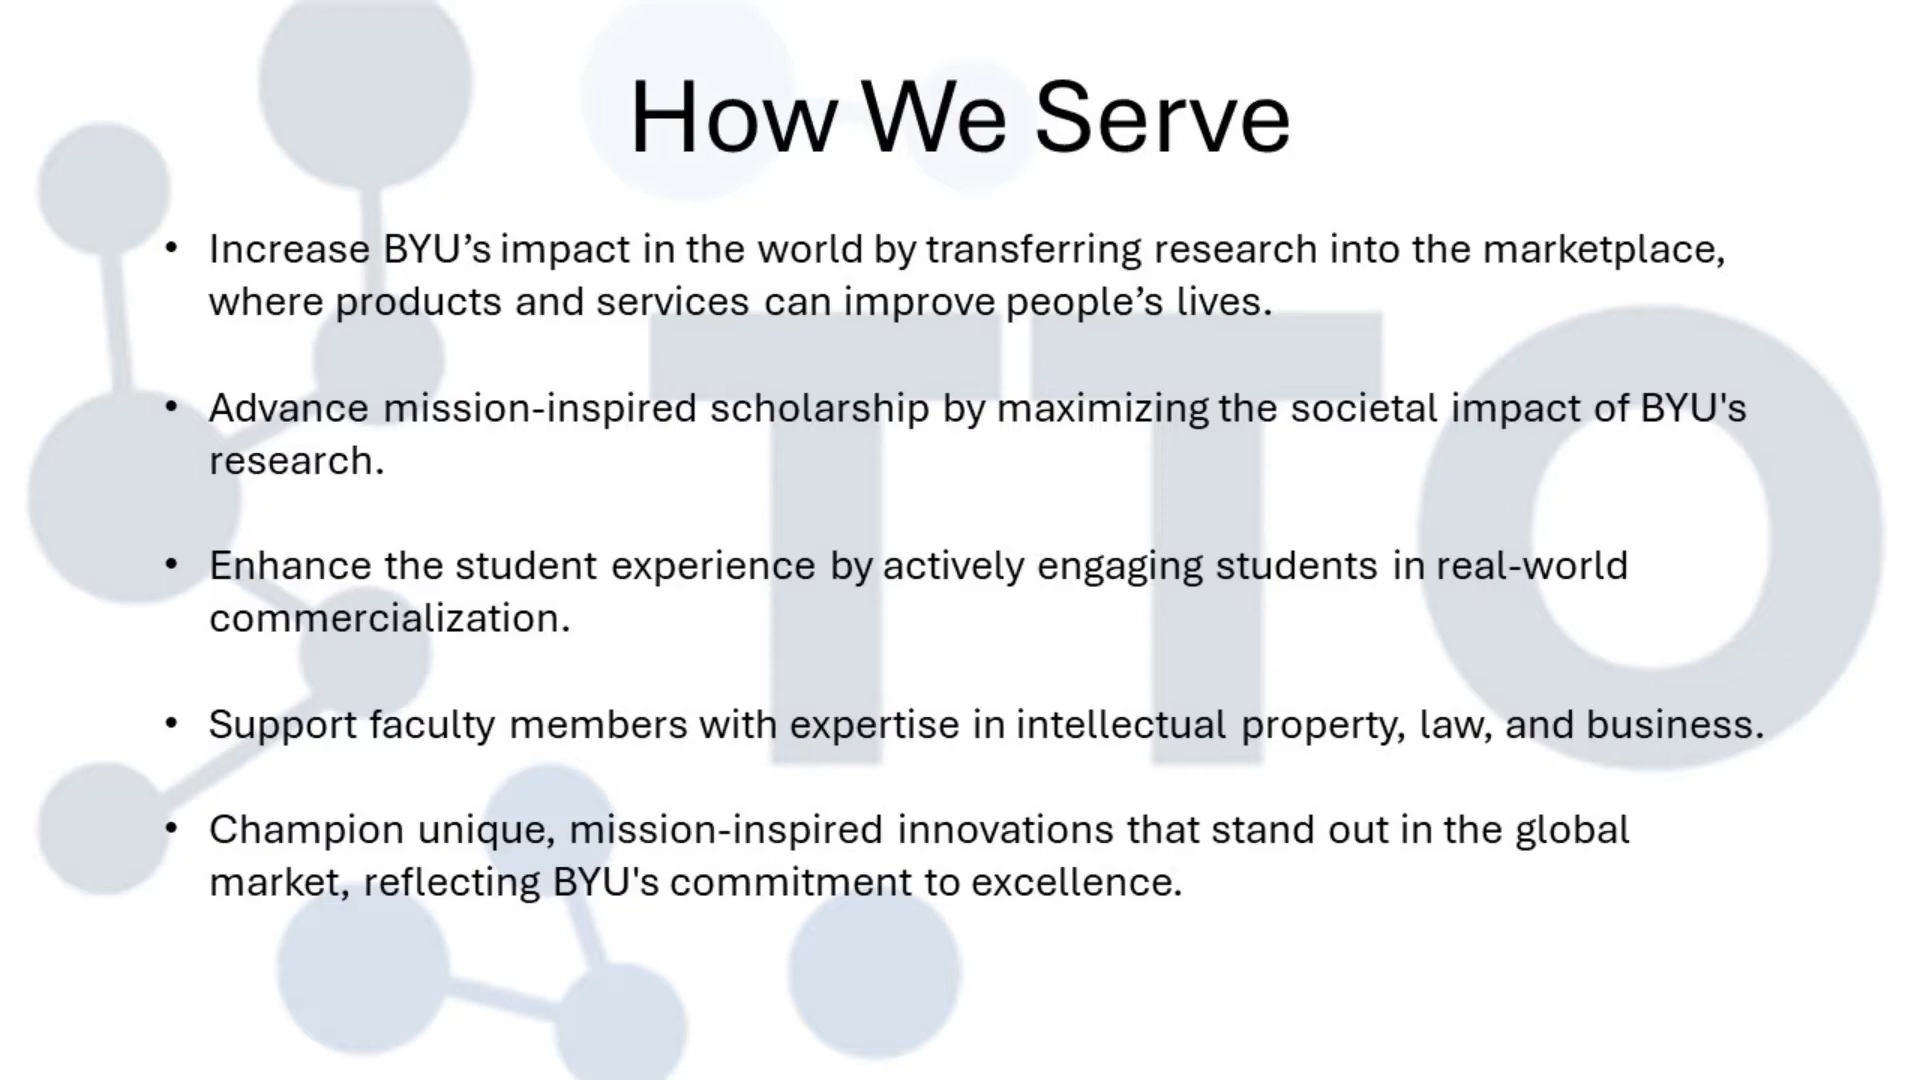 How We Serve
• Increase BYU’s impact in the world by transferring research into the marketplace,
where products and services can improve people’s lives.
• Advance mission-inspired scholarship by maximizing the societal impact of BYU's
research.
• Enhance the student experience by actively engaging students in real-world
commercialization.
• Support faculty members with expertise in intellectual property, law, and business.
• Champion unique, mission-inspired innovations that stand out in the global
market, reflecting BYU's commitment to excellence.
TTO